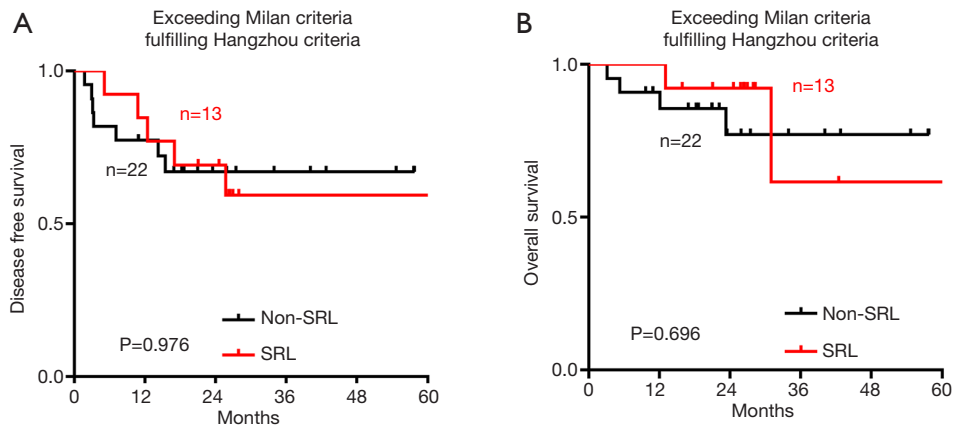 A
Exceeding Milan criteria
fulfilling Hangzhou criteria
Disease free survival
1.0
0.5
0.0
n=13
n=22
Non-SRL
SRL
P=0.976
0 12 24 36 48 60
Months
B
Exceeding Milan criteria
fulfilling Hangzhou criteria
Overall survival
1.0
0.5
0.0
n=13
n=22
Non-SRL
SRL
P=0.696
0 12 24 36 48 60
Months